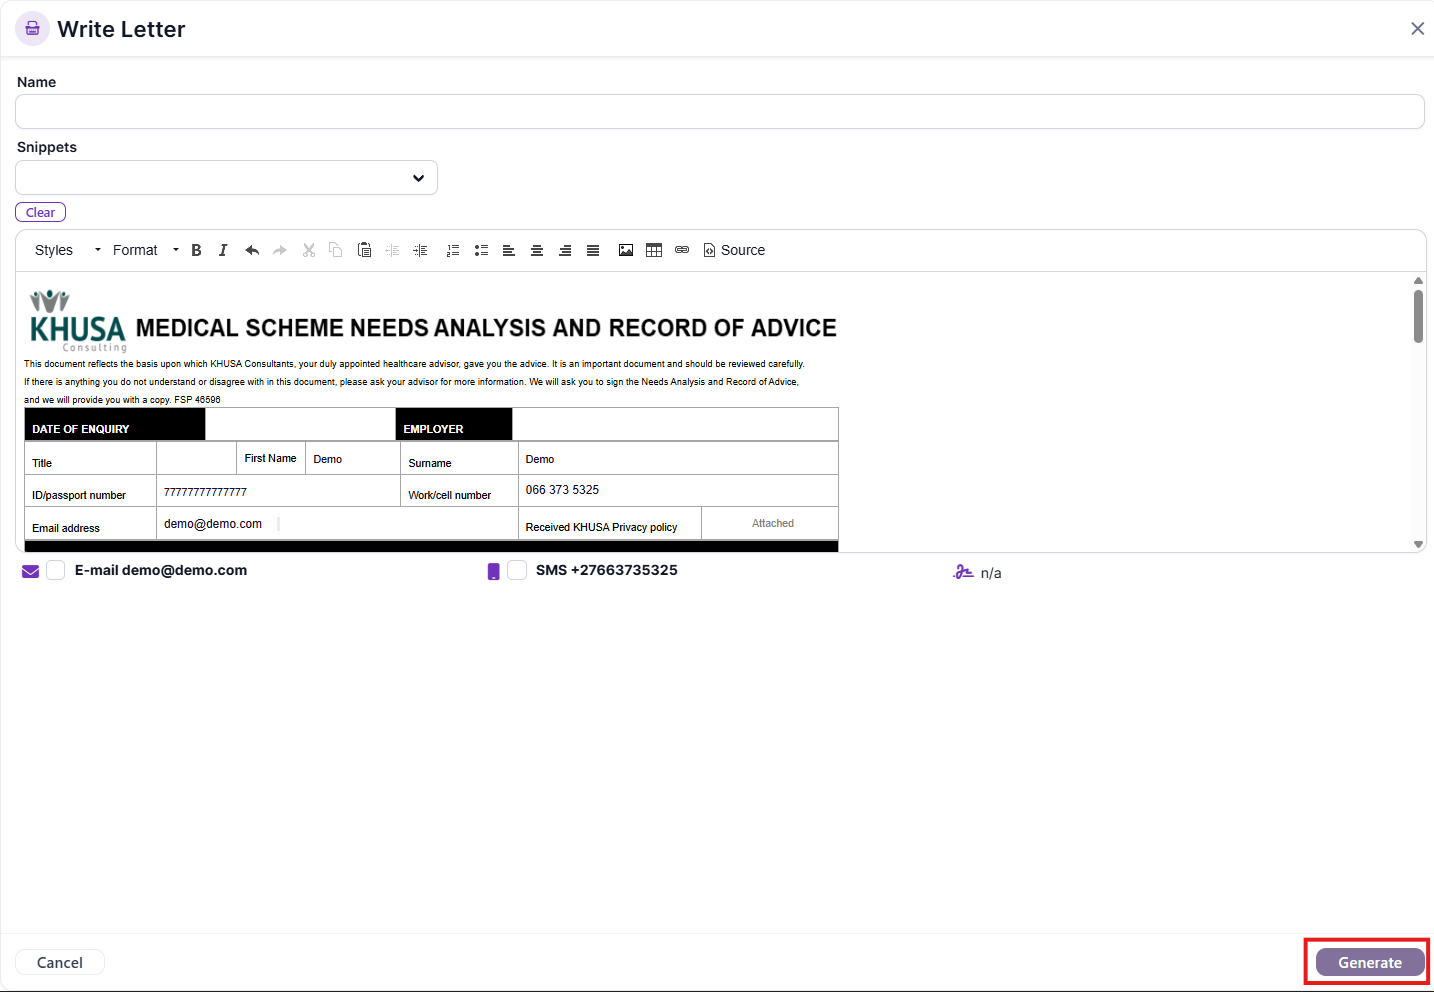 Write Letter
Name
Snippets
Clear
Styles Format B I Source
KHUSA
Consulting
MEDICAL SCHEME NEEDS ANALYSIS AND RECORD OF ADVICE
This document reflects the basis upon which KHUSA Consultants, your duly appointed healthcare advisor, gave you the advice. It is an important document and should be reviewed carefully.
If there is anything you do not understand or disagree with in this document, please ask your advisor for more information. We will ask you to sign the Needs Analysis and Record of Advice,
and we will provide you with a copy. FSP 46596
DATE OF ENQUIRY EMPLOYER
Title First Name Demo Surname Demo
ID/passport number 77777777777777 Work/cell number 066 373 5325
Email address demo@demo.com Received KHUSA Privacy policy Attached
E-mail demo@demo.com SMS +27663735325 n/a
Cancel Generate